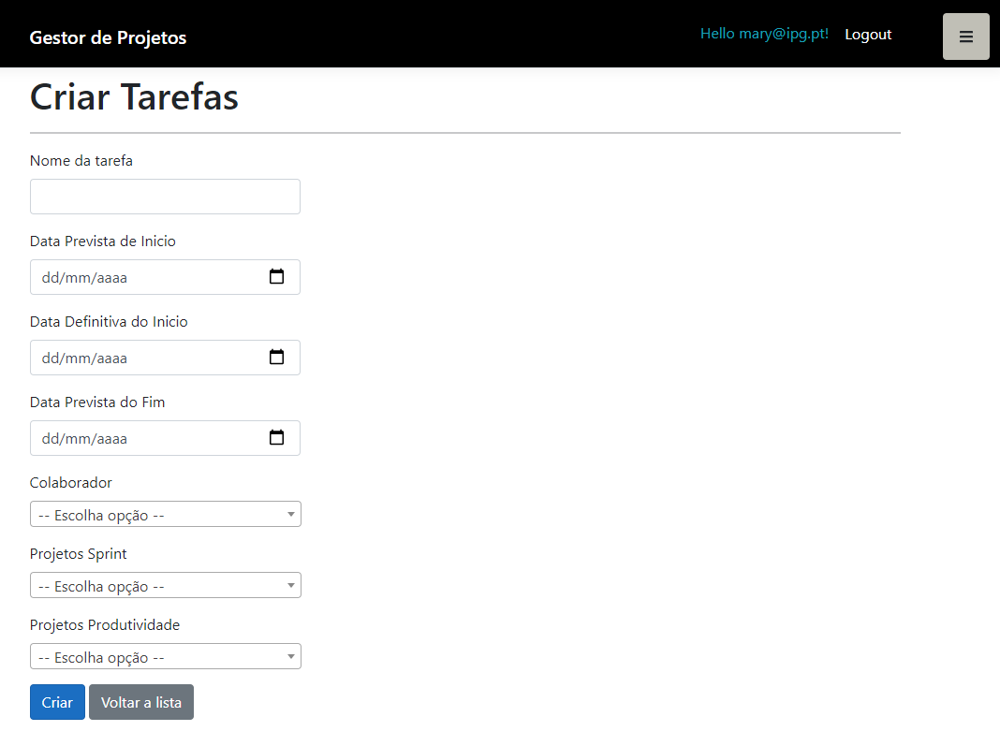 Gestor de Projetos
Hello mary@ipg.pt! Logout
Criar Tarefas
Nome da tarefa
Data Prevista de Inicio
dd/mm/aaaa
Data Definitiva do Inicio
dd/mm/aaaa
Data Prevista do Fim
dd/mm/aaaa
Colaborador
-- Escolha opção --
Projetos Sprint
-- Escolha opção --
Projetos Produtividade
-- Escolha opção --
Criar Voltar a lista